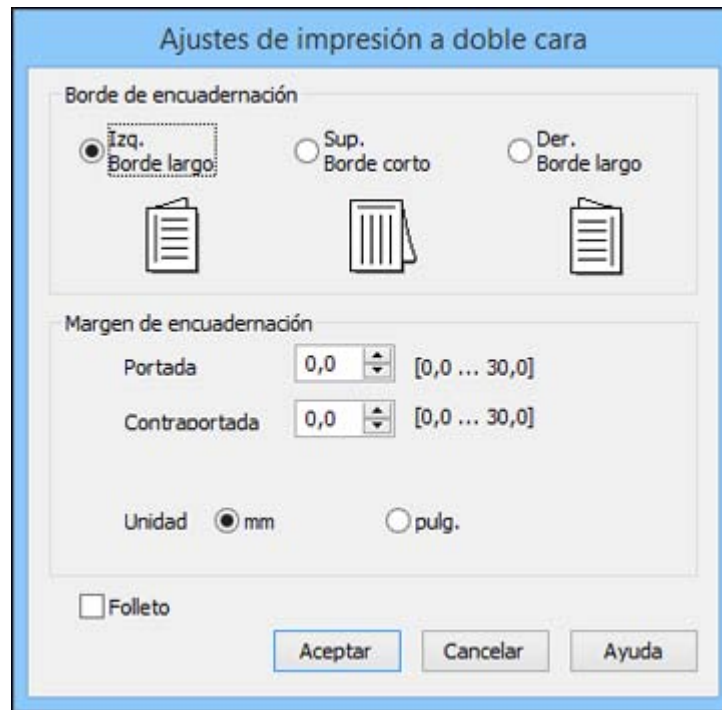 Ajustes de impresión a doble cara
Borde de encuadernación
Izq.
Borde largo
Sup.
Borde corto
Der.
Borde largo
Margen de encuadernación
Portada 0,0 [0,0 ... 30,0]
Contraportada 0,0 [0,0 ... 30,0]
Unidad mm pulg.
Folleto
Aceptar Cancelar Ayuda